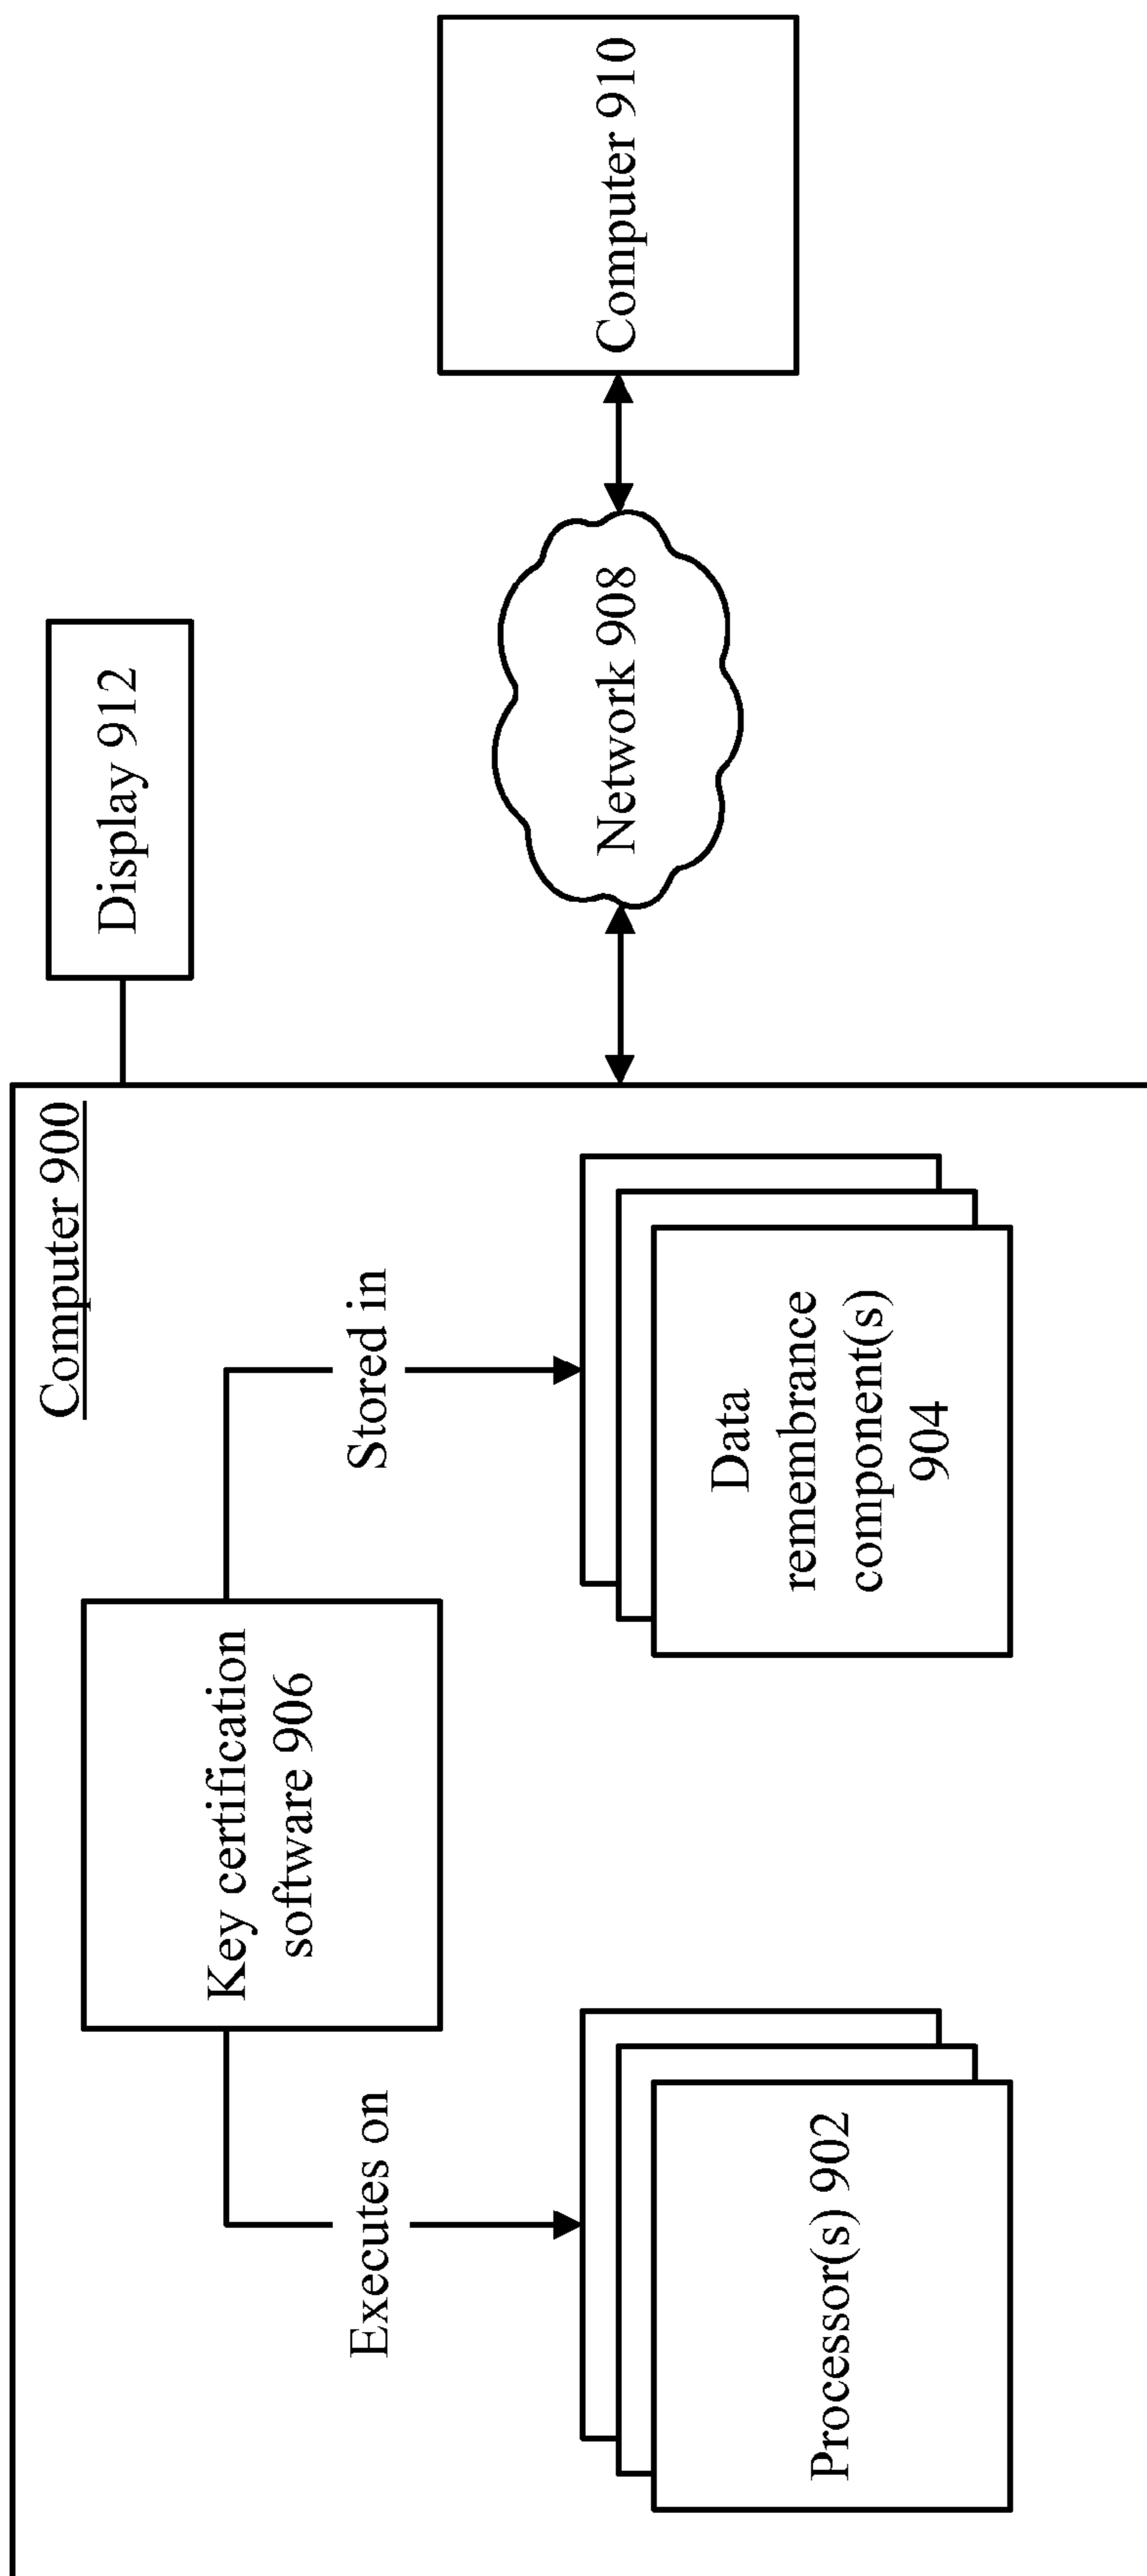 Computer 900
Display 912
Key certification
software 906
Executes on
Stored in
Network 908
Computer 910
Processor(s) 902
Data
remembrance
component(s)
904